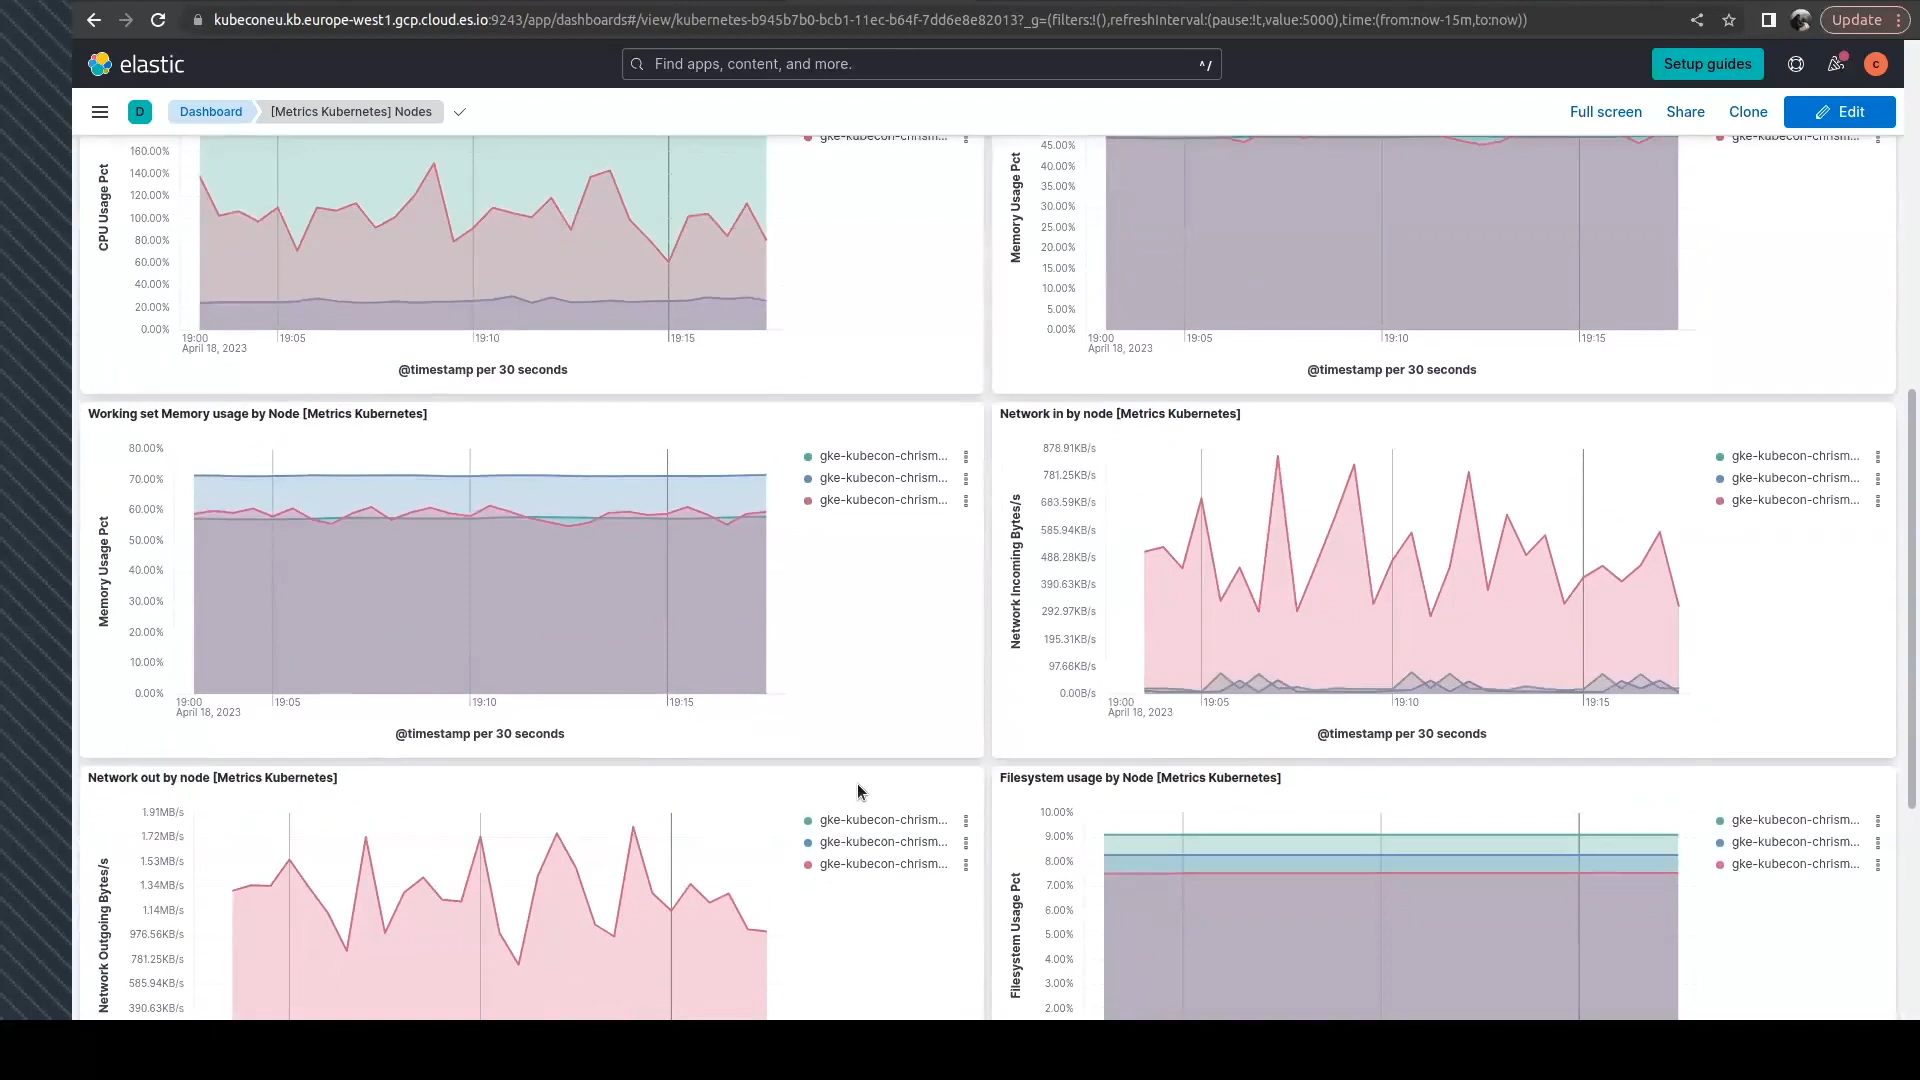 kubeconeu.kb.europe-west1.gcp.cloud.es.io:9243/app/dashboards#/view/kubernetes-b945b7b0-bcb1-11ec-b64f-7dd6e8e82013?_g=(filters:!(),refreshInterval:(pause:!t,value:5000),time:(from:now-15m,to:now))
Update
elastic
Find apps, content, and more.
^/
Setup guides
c
D
Dashboard
[Metrics Kubernetes] Nodes
Full screen
Share
Clone
Edit
CPU Usage Pct
160.00%
140.00%
120.00%
100.00%
80.00%
60.00%
40.00%
20.00%
0.00%
19:00
April 18, 2023
19:05
19:10
19:15
@timestamp per 30 seconds
gke-kubecon-chrism...
Memory Usage Pct
45.00%
40.00%
35.00%
30.00%
25.00%
20.00%
15.00%
10.00%
5.00%
0.00%
19:00
April 18, 2023
19:05
19:10
19:15
@timestamp per 30 seconds
gke-kubecon-chrism...
Working set Memory usage by Node [Metrics Kubernetes]
Memory Usage Pct
80.00%
70.00%
60.00%
50.00%
40.00%
30.00%
20.00%
10.00%
0.00%
19:00
April 18, 2023
19:05
19:10
19:15
@timestamp per 30 seconds
gke-kubecon-chrism...
gke-kubecon-chrism...
gke-kubecon-chrism...
Network in by node [Metrics Kubernetes]
Network Incoming Bytes/s
878.91KB/s
781.25KB/s
683.59KB/s
585.94KB/s
488.28KB/s
390.63KB/s
292.97KB/s
195.31KB/s
97.66KB/s
0.00B/s
19:00
April 18, 2023
19:05
19:10
19:15
@timestamp per 30 seconds
gke-kubecon-chrism...
gke-kubecon-chrism...
gke-kubecon-chrism...
Network out by node [Metrics Kubernetes]
Network Outgoing Bytes/s
1.91MB/s
1.72MB/s
1.53MB/s
1.34MB/s
1.14MB/s
976.56KB/s
781.25KB/s
585.94KB/s
390.63KB/s
gke-kubecon-chrism...
gke-kubecon-chrism...
gke-kubecon-chrism...
Filesystem usage by Node [Metrics Kubernetes]
Filesystem Usage Pct
10.00%
9.00%
8.00%
7.00%
6.00%
5.00%
4.00%
3.00%
2.00%
gke-kubecon-chrism...
gke-kubecon-chrism...
gke-kubecon-chrism...